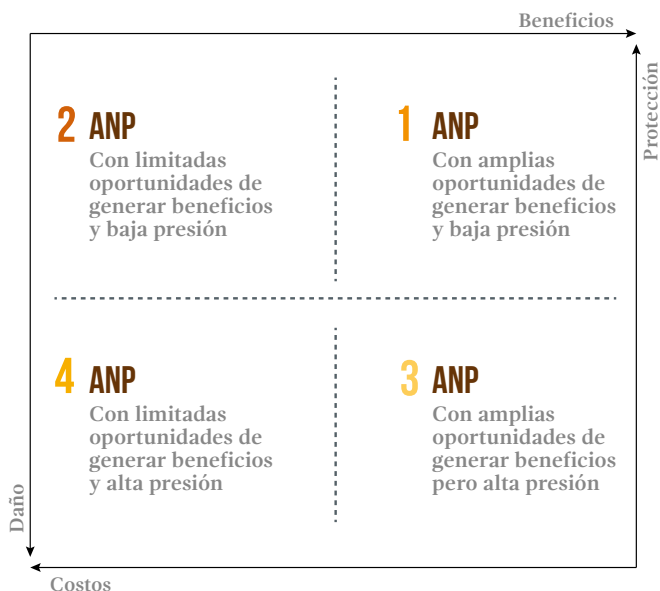 Beneficios
Protección
2 ANP
Con limitadas
oportunidades de
generar beneficios
y baja presión
1 ANP
Con amplias
oportunidades de
generar beneficios
y baja presión
4 ANP
Con limitadas
oportunidades de
generar beneficios
y alta presión
3 ANP
Con amplias
oportunidades de
generar beneficios
pero alta presión
Daño
Costos